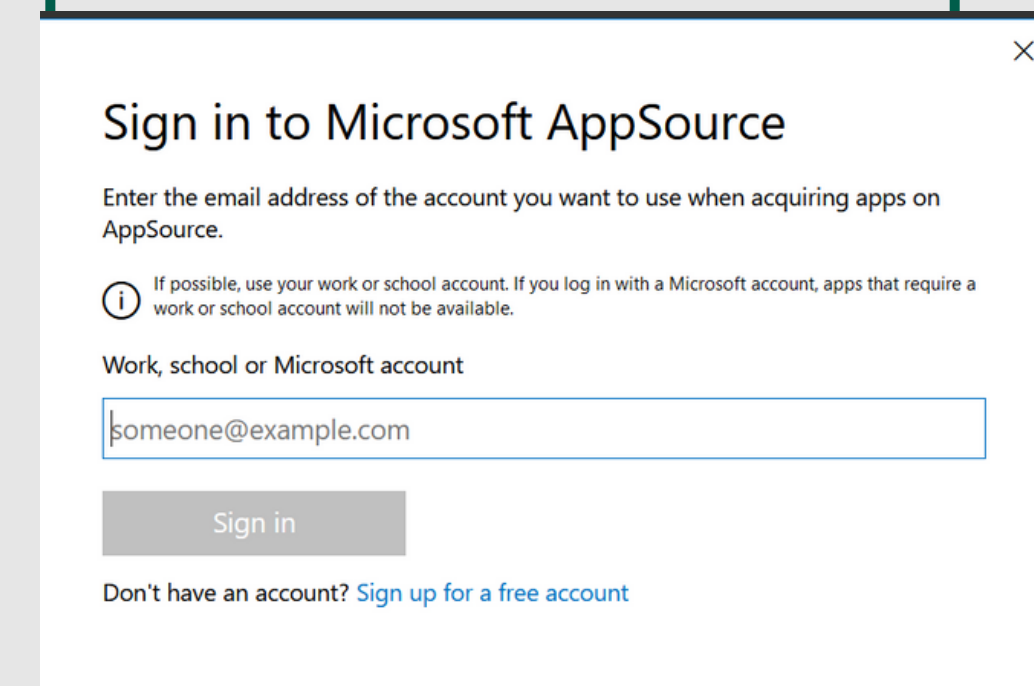 Sign in to Microsoft AppSource
Enter the email address of the account you want to use when acquiring apps on
AppSource.
If possible, use your work or school account. If you log in with a Microsoft account, apps that require a
work or school account will not be available.
Work, school or Microsoft account
someone@example.com
Sign in
Don't have an account? Sign up for a free account